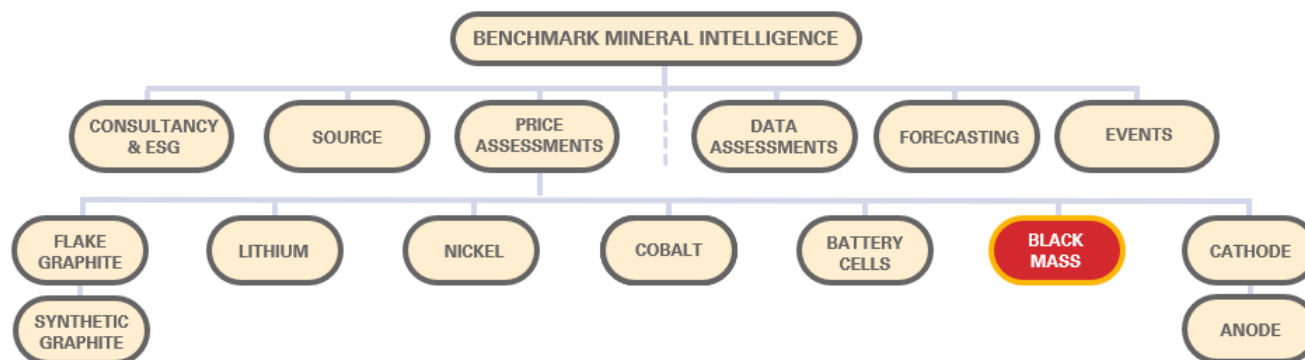 BENCHMARK MINERAL INTELLIGENCE
CONSULTANCY
& ESG
SOURCE
PRICE
ASSESSMENTS
DATA
ASSESSMENTS
FORECASTING
EVENTS
FLAKE
GRAPHITE
LITHIUM
NICKEL
COBALT
BATTERY
CELLS
BLACK
MASS
CATHODE
SYNTHETIC
GRAPHITE
ANODE